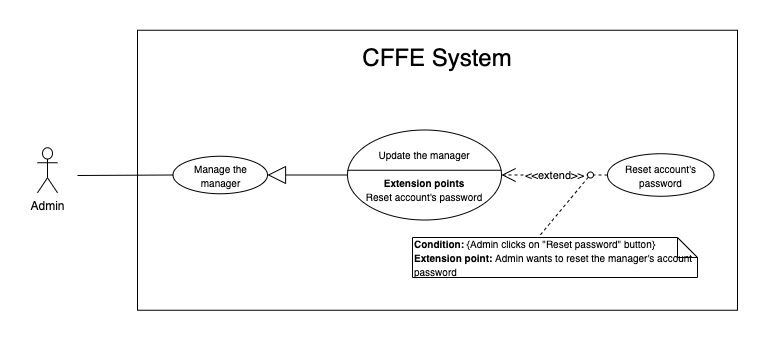 CFFE System
Admin
Manage the
manager
Update the manager
Extension points
Reset account's password
<<extend>>
Reset account's
password
Condition: {Admin clicks on "Reset password" button}
Extension point: Admin wants to reset the manager's account
password